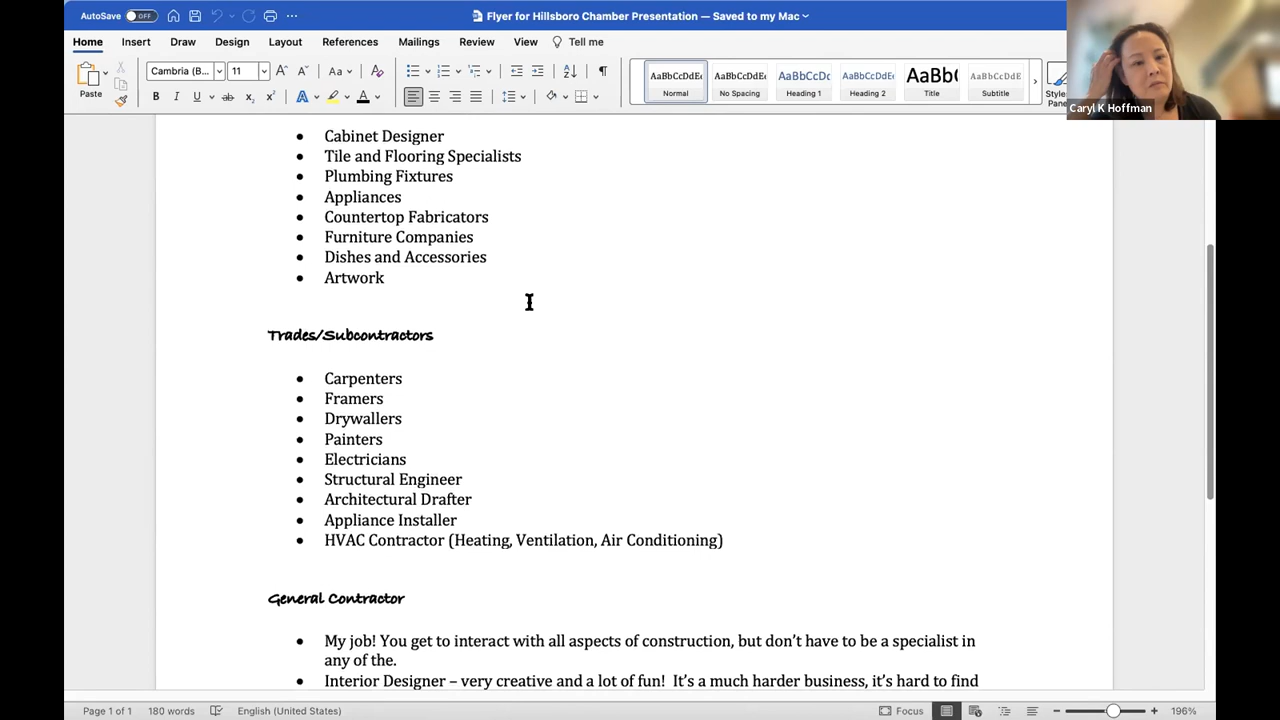 AutoSave OFF
Flyer for Hillsboro Chamber Presentation — Saved to my Mac
Home Insert Draw Design Layout References Mailings Review View Tell me
Paste
Cambria (B... 11
AaBbCcDdEe AaBbCcDdEe AaBbCcDc AaBbCcDdEe AaBb( AaBbCcDdE
Normal No Spacing Heading 1 Heading 2 Title Subtitle
Styles
Pane
Caryl K Hoffman
• Cabinet Designer
• Tile and Flooring Specialists
• Plumbing Fixtures
• Appliances
• Countertop Fabricators
• Furniture Companies
• Dishes and Accessories
• Artwork
Trades/Subcontractors
• Carpenters
• Framers
• Drywallers
• Painters
• Electricians
• Structural Engineer
• Architectural Drafter
• Appliance Installer
• HVAC Contractor (Heating, Ventilation, Air Conditioning)
General Contractor
• My job! You get to interact with all aspects of construction, but don't have to be a specialist in
any of the.
• Interior Designer – very creative and a lot of fun! It's a much harder business, it's hard to find
Page 1 of 1 180 words English (United States) Focus 196%